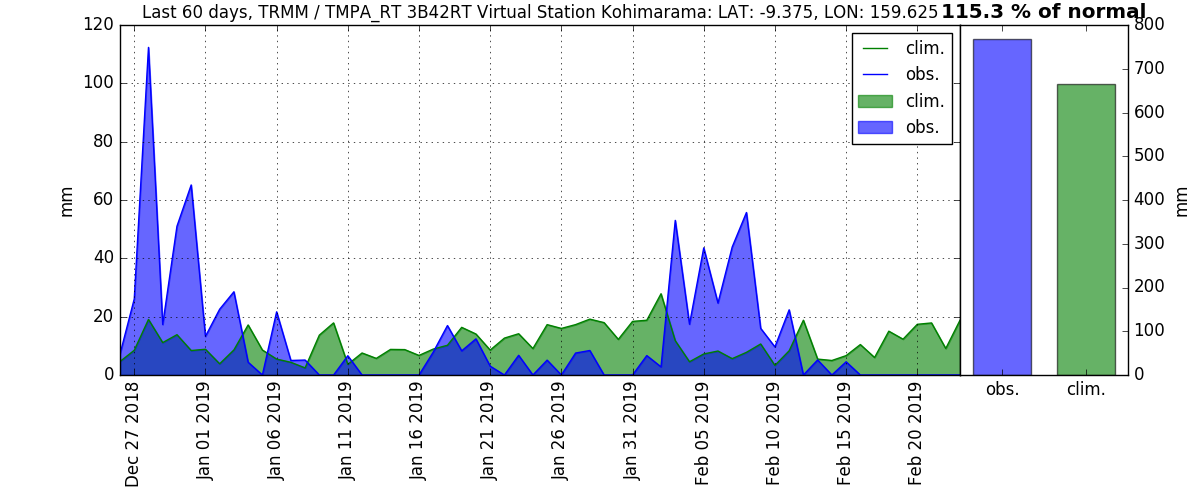 Last 60 days, TRMM / TMPA_RT 3B42RT Virtual Station Kohimarama: LAT: -9.375, LON: 159.625 115.3 % of normal
120
100
80
60
40
20
0
mm
clim.
obs.
clim.
obs.
Dec 27 2018
Jan 01 2019
Jan 06 2019
Jan 11 2019
Jan 16 2019
Jan 21 2019
Jan 26 2019
Jan 31 2019
Feb 05 2019
Feb 10 2019
Feb 15 2019
Feb 20 2019
800
700
600
500
400
300
200
100
0
mm
obs.
clim.